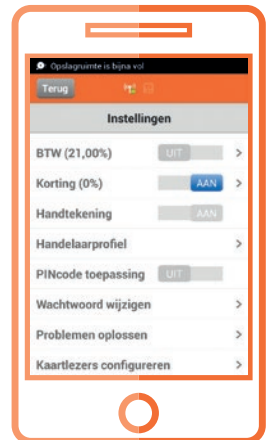 Opslagruimte is bijna vol
Terug
Instellingen
BTW (21,00%) UIT >
Korting (0%) AAN >
Handtekening AAN
Handelaarprofiel >
PINcode toepassing UIT
Wachtwoord wijzigen >
Problemen oplossen >
Kaartlezers configureren >